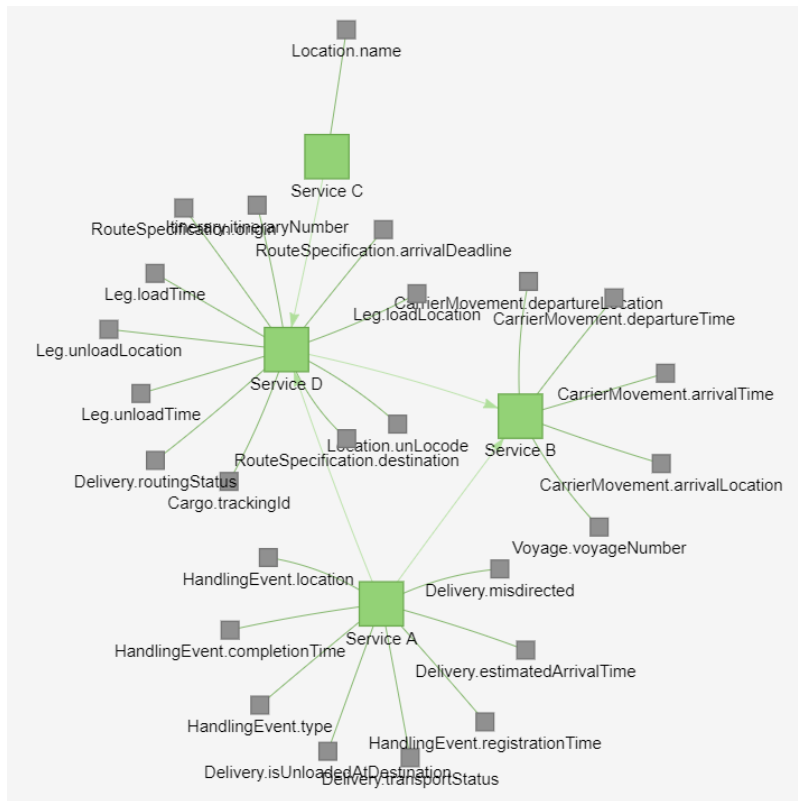 Location.name
Service C
RouteSpecification.origin
Itinerary.itineraryNumber
RouteSpecification.arrivalDeadline
Leg.loadTime
CarrierMovement.departureLocation
Leg.loadLocation
CarrierMovement.departureTime
Leg.unloadLocation
Service D
CarrierMovement.arrivalTime
Leg.unloadTime
Location.unLocode
Service B
RouteSpecification.destination
Delivery.routingStatus
CarrierMovement.arrivalLocation
Cargo.trackingId
Voyage.voyageNumber
HandlingEvent.location
Delivery.misdirected
Service A
HandlingEvent.completionTime
Delivery.estimatedArrivalTime
HandlingEvent.type
HandlingEvent.registrationTime
Delivery.isUnloadedAtDestination
Delivery.transportStatus